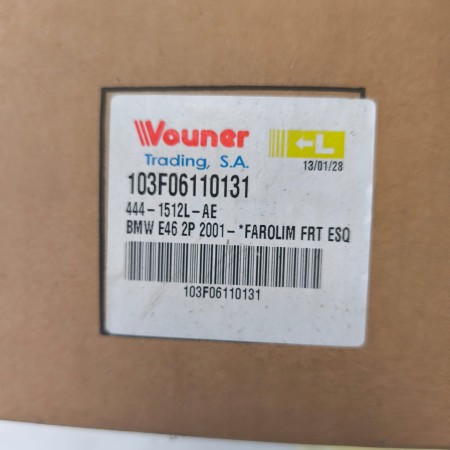 Vouner
Trading, S.A.
←L
13/01/28
103F06110131
444-1512L-AE
BMW E46 2P 2001-*FAROLIM FRT ESQ
103F06110131